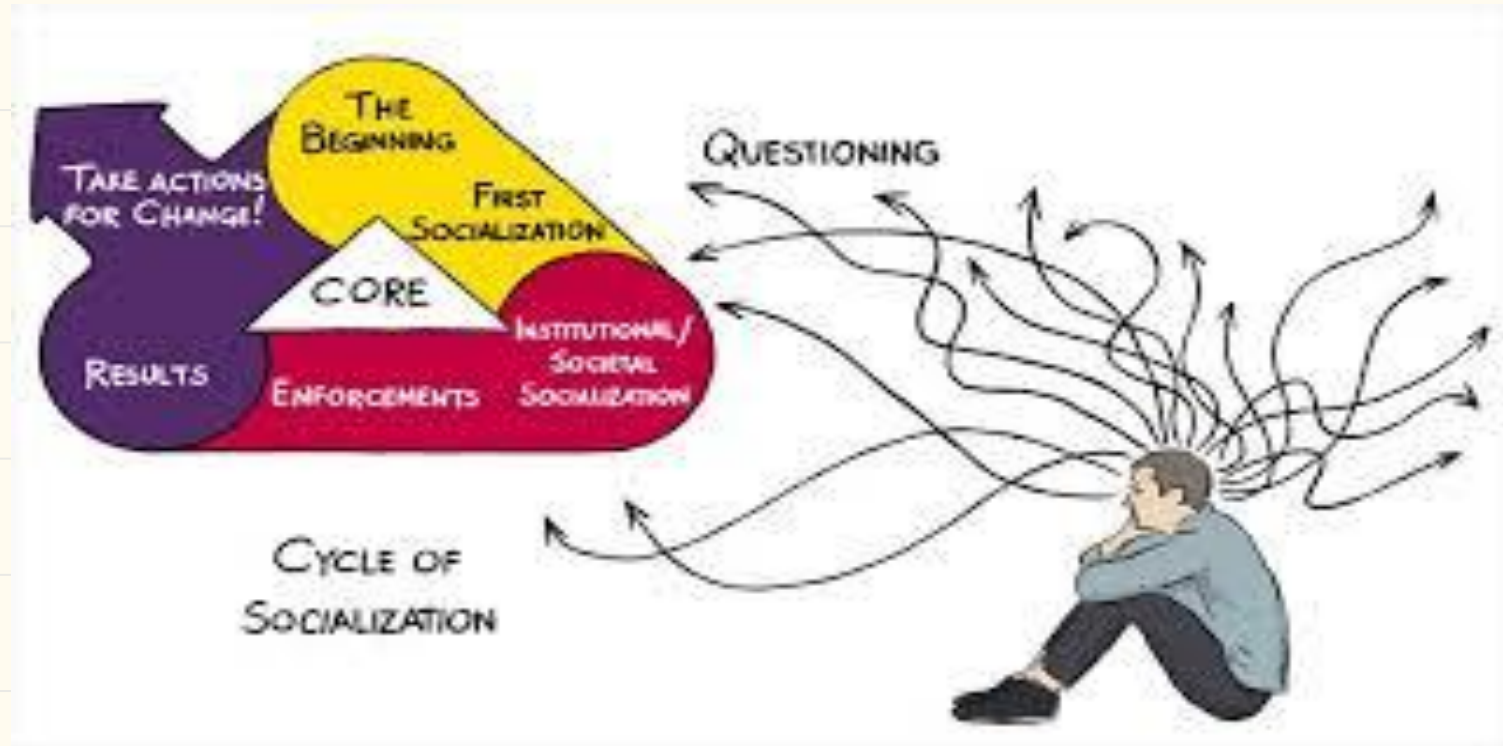 THE
BEGINNING
FIRST
SOCIALIZATION
TAKE ACTIONS
FOR CHANGE!
CORE
INSTITUTIONAL/
SOCIETAL
SOCIALIZATION
ENFORCEMENTS
RESULTS
QUESTIONING
CYCLE OF
SOCIALIZATION